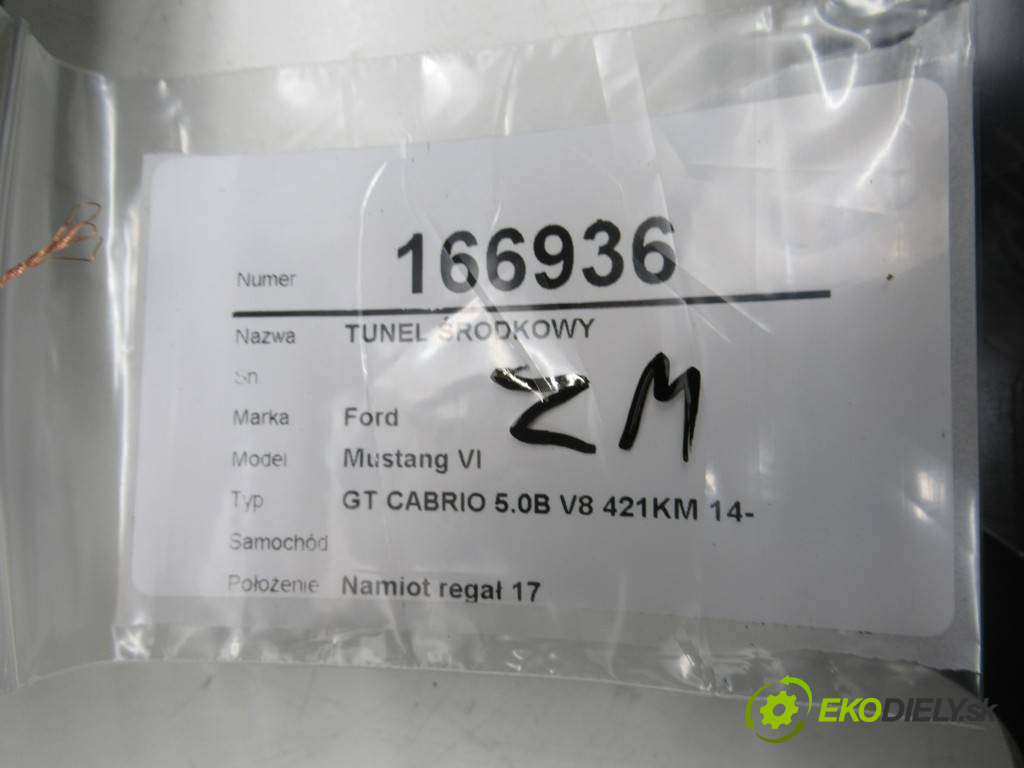 Numer 166936
Nazwa TUNEL ŚRODKOWY
Sn
Marka Ford
Model Mustang VI
Typ GT CABRIO 5.0B V8 421KM 14-
Samochód
Położenie Namiot regał 17
EKODIELY.sk